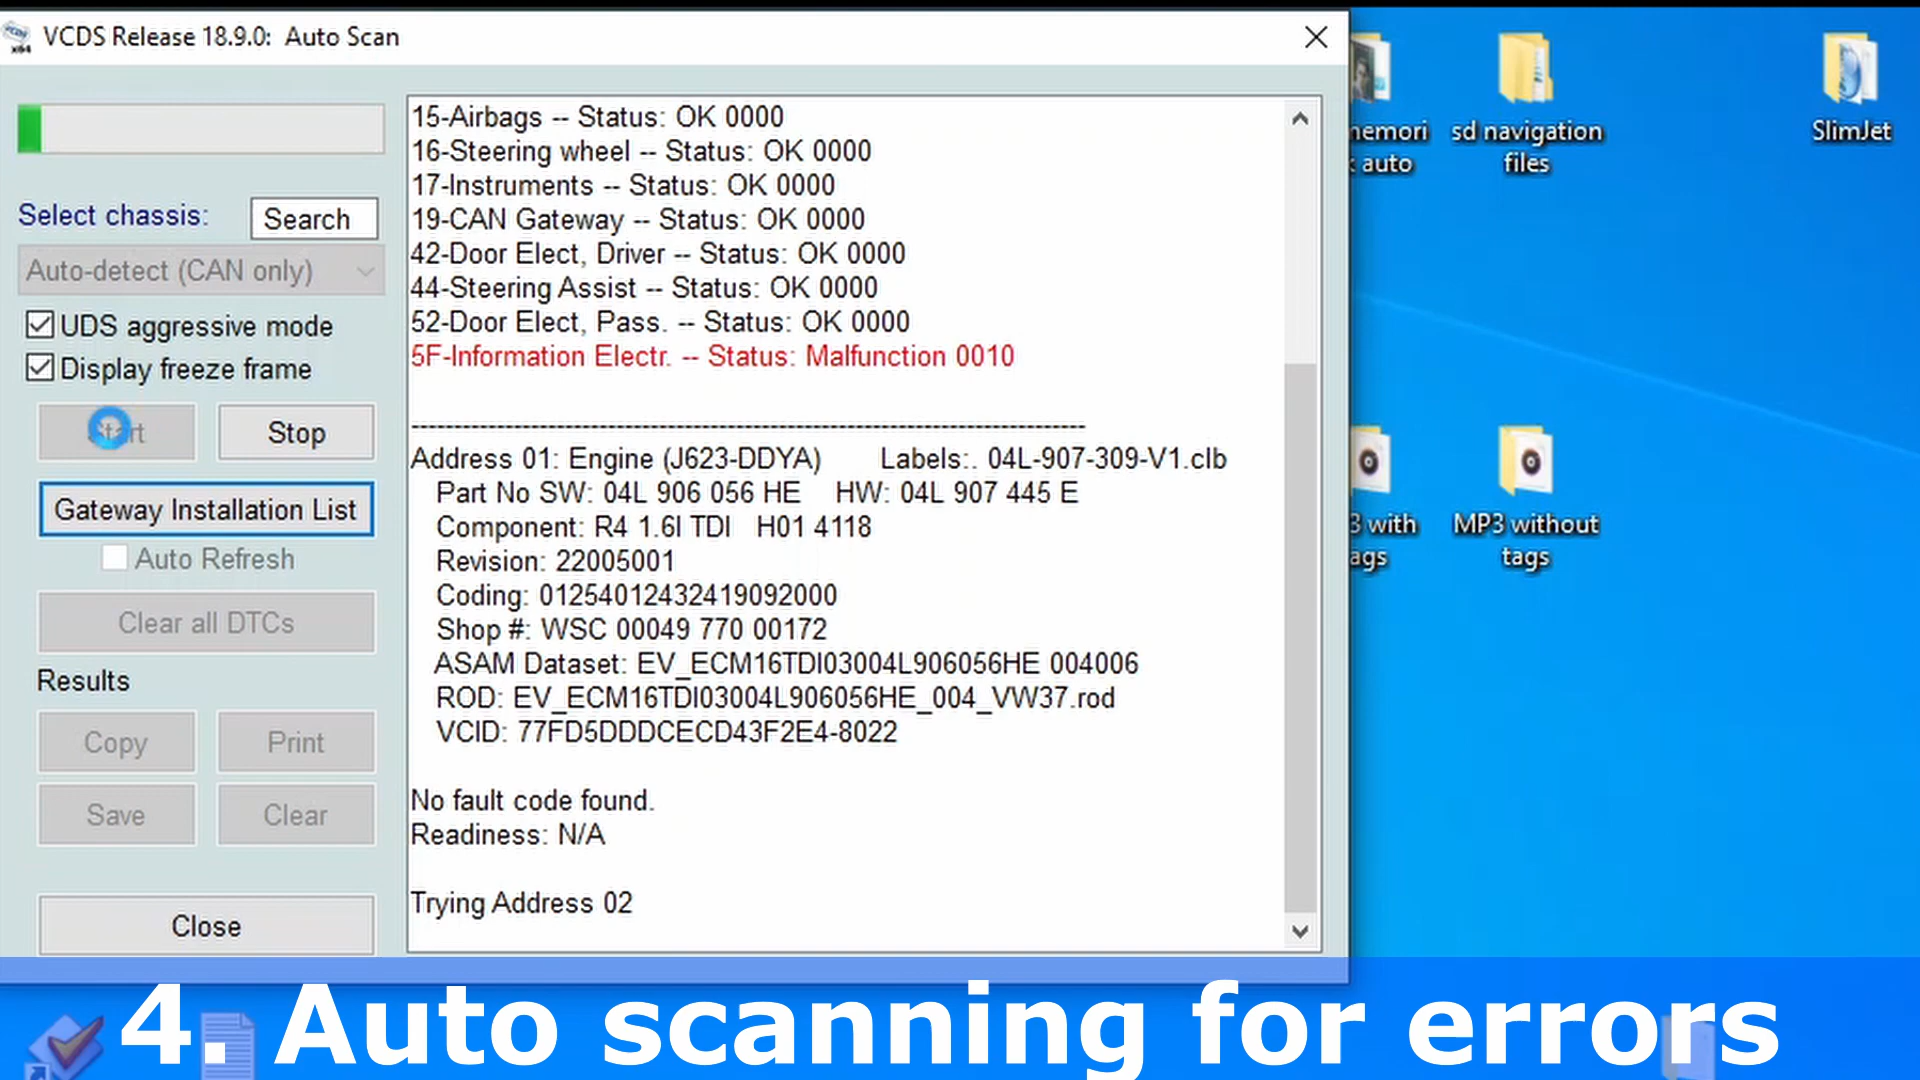 VCDS Release 18.9.0: Auto Scan
Select chassis:
Search
Auto-detect (CAN only)
UDS aggressive mode
Display freeze frame
Start
Stop
Gateway Installation List
Auto Refresh
Clear all DTCs
Results
Copy
Print
Save
Clear
Close
15-Airbags -- Status: OK 0000
16-Steering wheel -- Status: OK 0000
17-Instruments -- Status: OK 0000
19-CAN Gateway -- Status: OK 0000
42-Door Elect, Driver -- Status: OK 0000
44-Steering Assist -- Status: OK 0000
52-Door Elect, Pass. -- Status: OK 0000
5F-Information Electr. -- Status: Malfunction 0010
-------------------------------------------------------------------------------
Address 01: Engine (J623-DDYA) Labels:. 04L-907-309-V1.clb
Part No SW: 04L 906 056 HE HW: 04L 907 445 E
Component: R4 1.6l TDI H01 4118
Revision: 22005001
Coding: 01254012432419092000
Shop #: WSC 00049 770 00172
ASAM Dataset: EV_ECM16TDI03004L906056HE 004006
ROD: EV_ECM16TDI03004L906056HE_004_VW37.rod
VCID: 77FD5DDDCECD43F2E4-8022
No fault code found.
Readiness: N/A
Trying Address 02
sd navigation
files
SlimJet
auto
3 with
MP3 without
tags
4. Auto scanning for errors